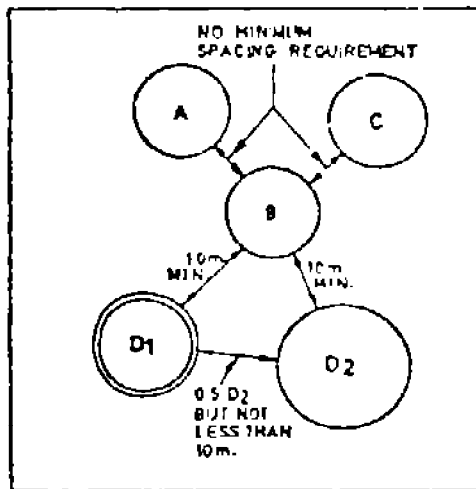 NO MINIMUM
SPACING REQUIREMENT
A
C
B
10m
MIN.
10m
MIN.
D1
D2
0.5 D2
BUT NOT
LESS THAN
10m.